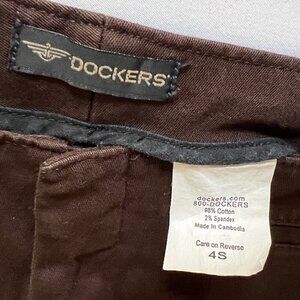 DOCKERS
dockers.com
800-DOCKERS
98% Cotton
2% Spandex
Made in Cambodia
Care on Reverse
4S